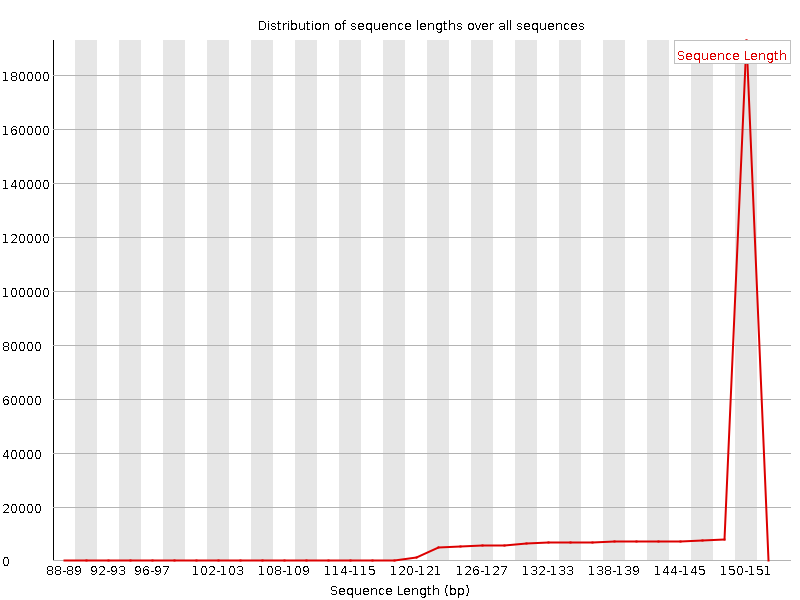 Distribution of sequence lengths over all sequences
Sequence Length
180000
160000
140000
120000
100000
80000
60000
40000
20000
0
88-89 92-93 96-97 102-103 108-109 114-115 120-121 126-127 132-133 138-139 144-145 150-151
Sequence Length (bp)